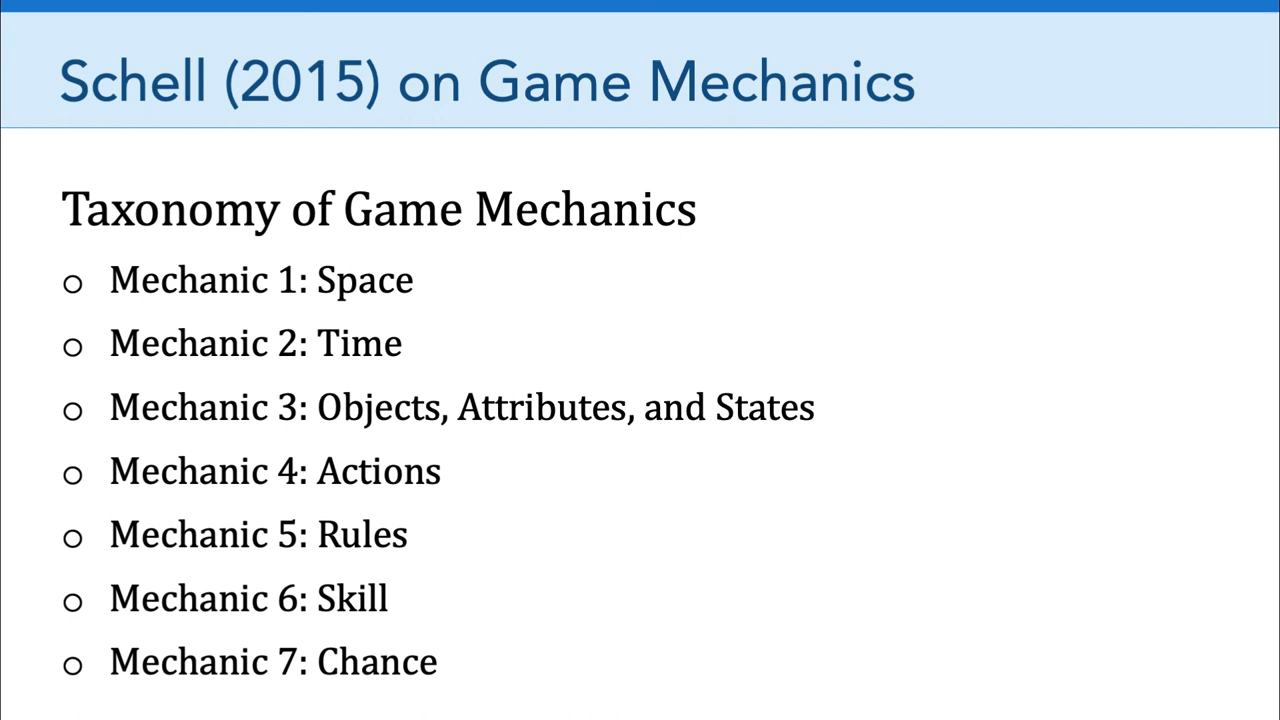 Schell (2015) on Game Mechanics
Taxonomy of Game Mechanics
Mechanic 1: Space
Mechanic 2: Time
Mechanic 3: Objects, Attributes, and States
Mechanic 4: Actions
Mechanic 5: Rules
Mechanic 6: Skill
Mechanic 7: Chance